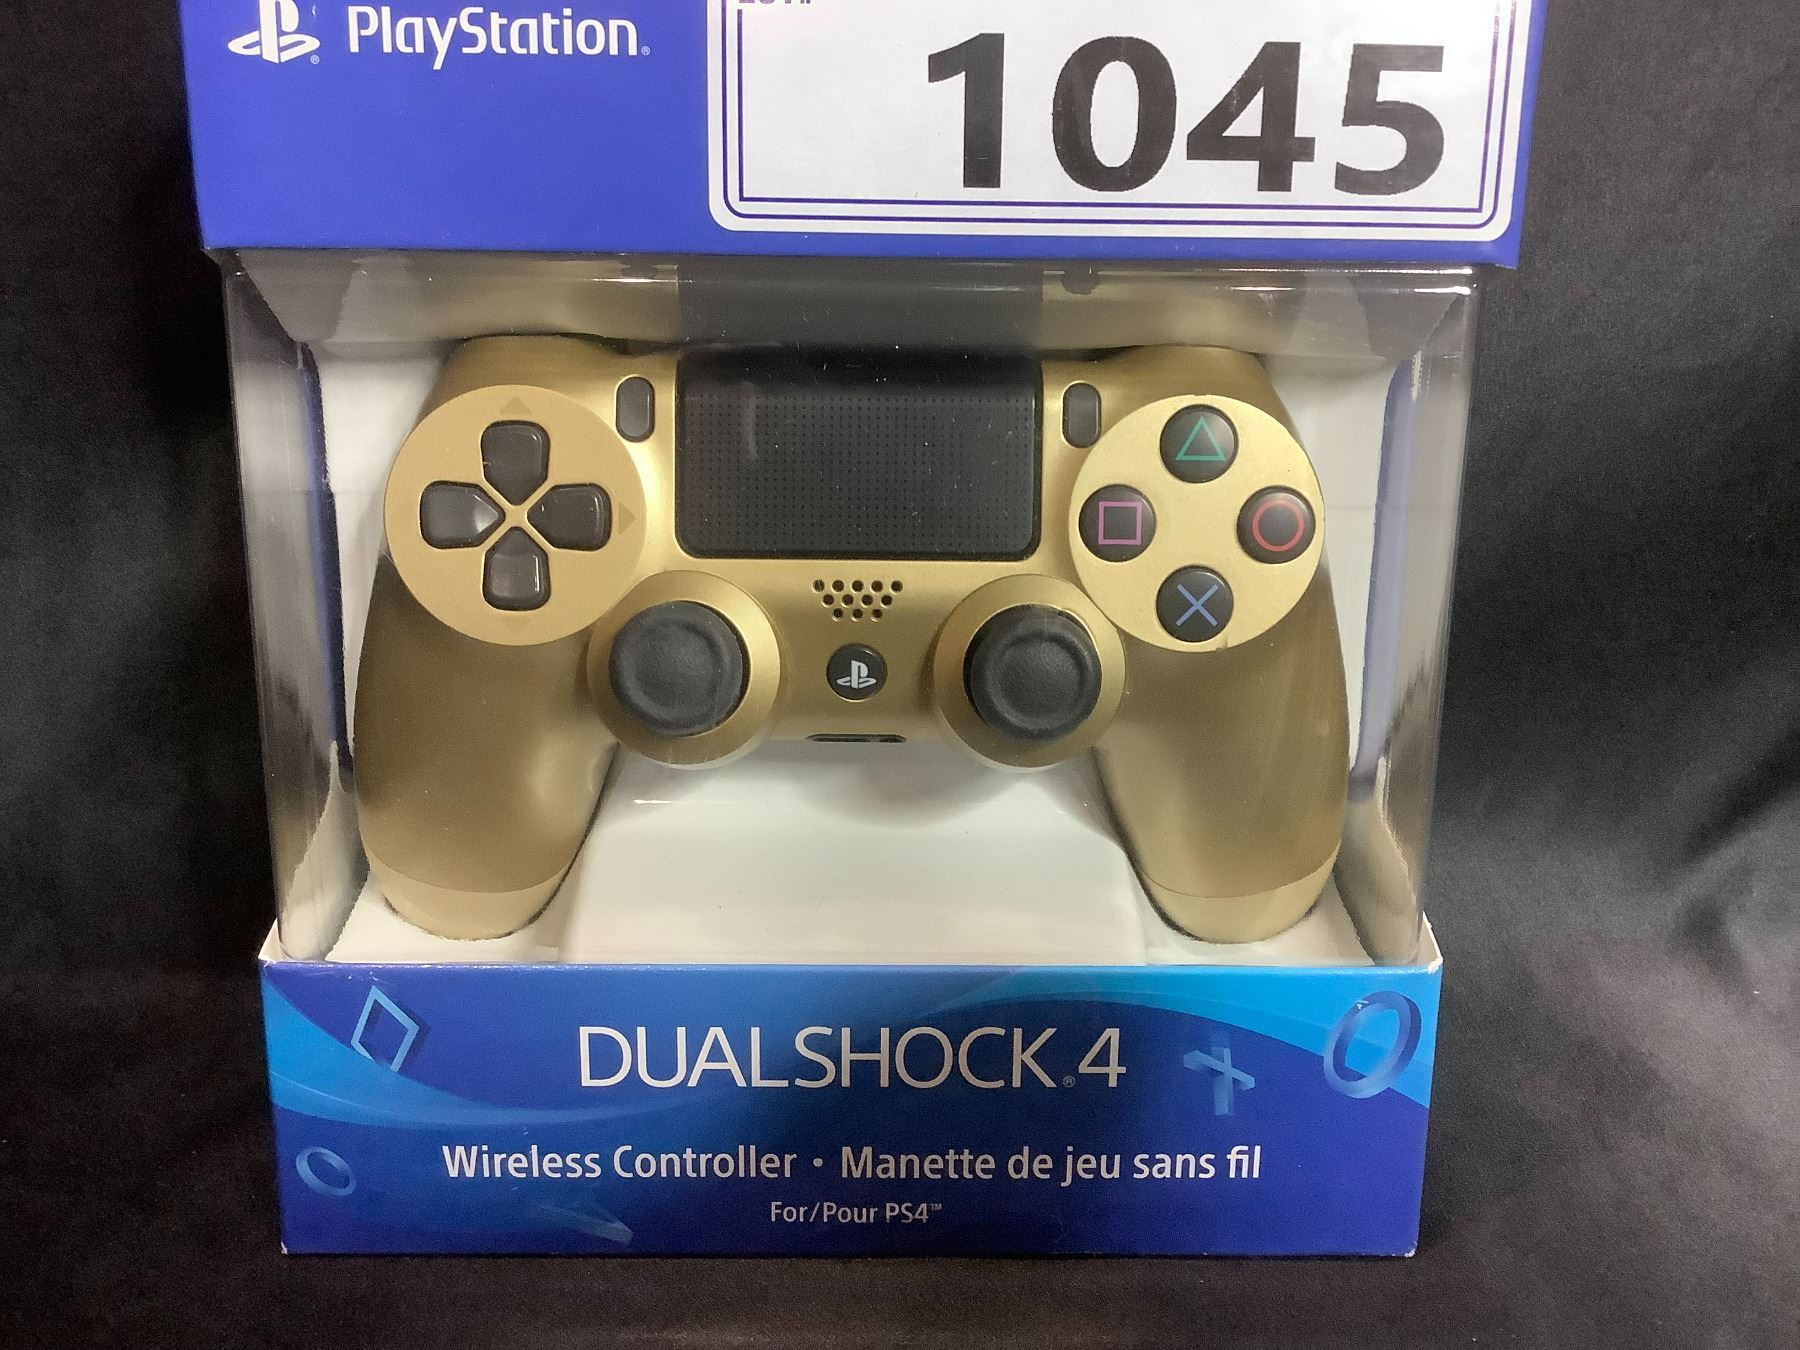 PlayStation®
1045
DUALSHOCK®4
Wireless Controller • Manette de jeu sans fil
For/Pour PS4™